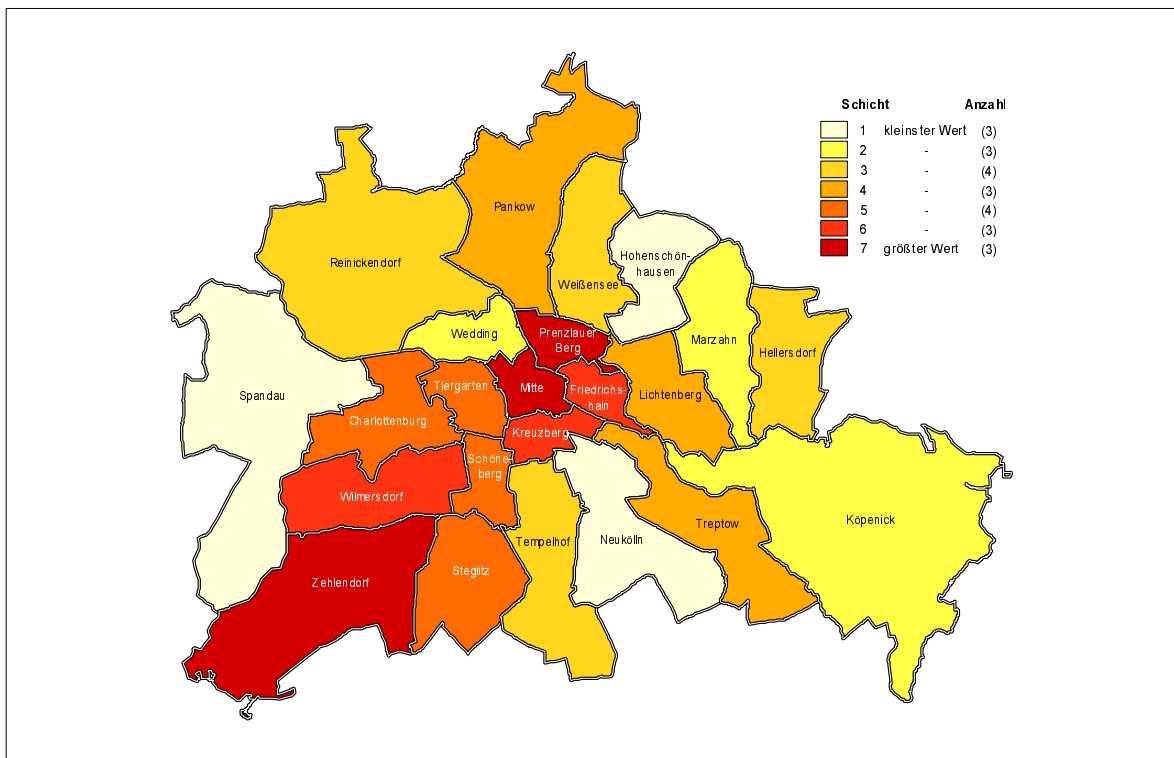 Schicht Anzahl
1 kleinster Wert (3)
2 - (3)
3 - (4)
4 - (3)
5 - (4)
6 - (3)
7 größter Wert (3)
Pankow
Reinickendorf
Hohenschön-
hausen
Weißensee
Wedding
Prenzlauer
Berg
Marzahn
Hellersdorf
Spandau
Tiergarten
Mitte
Friedrichs-
hain
Lichtenberg
Charlottenburg
Kreuzberg
Schöne-
berg
Wilmersdorf
Tempelhof
Neukölln
Treptow
Köpenick
Zehlendorf
Steglitz